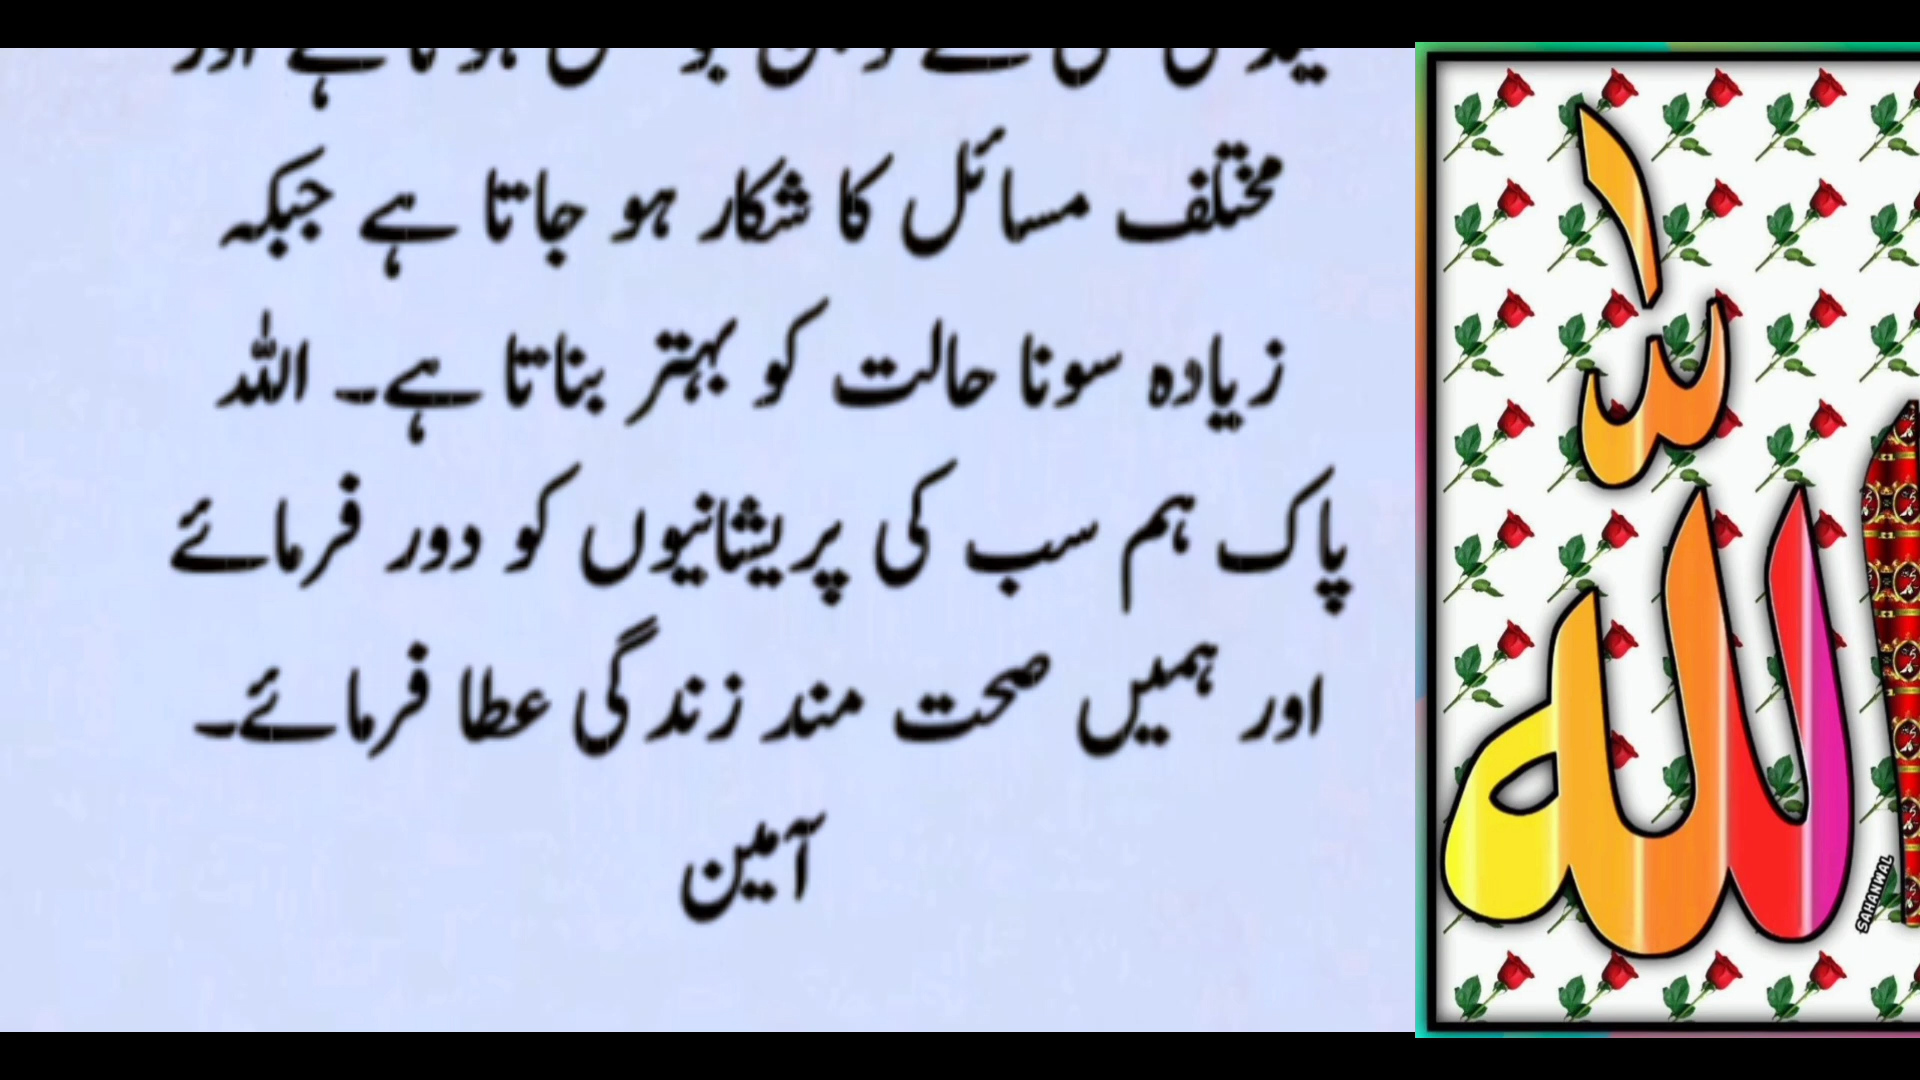 مختلف مسائل کا شکار ہو جاتا ہے جبکہ
زیادہ سونا حالت کو بہتر بناتا ہے۔ اللہ
پاک ہم سب کی پریشانیوں کو دور فرمائے
اور ہمیں صحت مند زندگی عطا فرمائے۔
آمین
الله
SAHANWAL